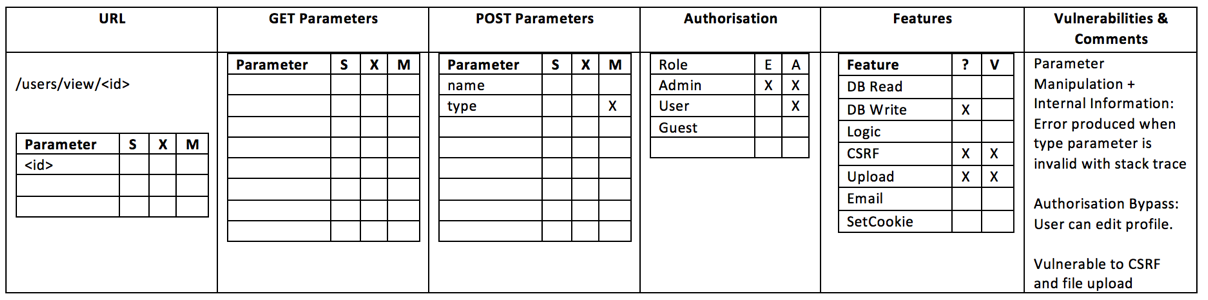 URL
GET Parameters
POST Parameters
Authorisation
Features
Vulnerabilities &
Comments
/users/view/<id>
Parameter S X M
<id>
Parameter S X M
Parameter S X M
name
type X
Role E A
Admin X X
User X
Guest
Feature ? V
DB Read
DB Write X
Logic
CSRF X X
Upload X X
Email
SetCookie
Parameter
Manipulation +
Internal Information:
Error produced when
type parameter is
invalid with stack trace
Authorisation Bypass:
User can edit profile.
Vulnerable to CSRF
and file upload